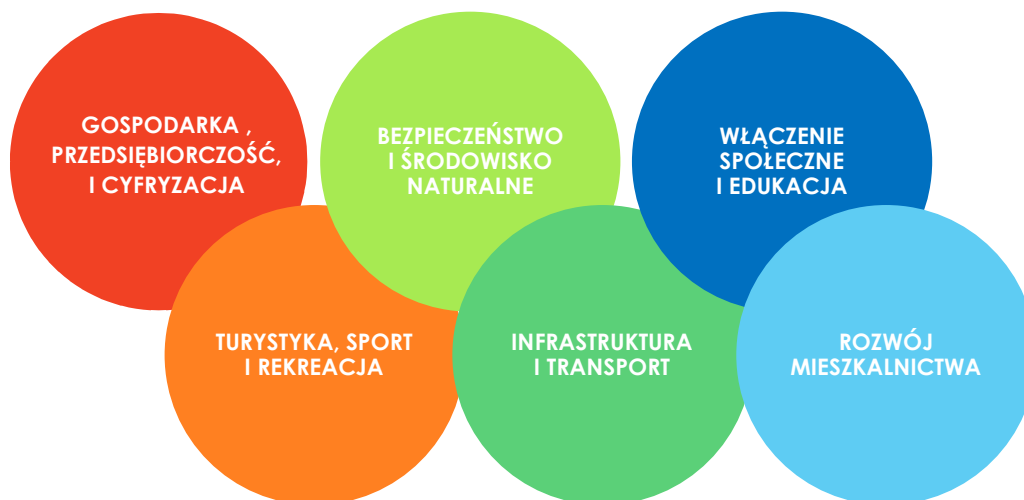 GOSPODARKA ,
PRZEDSIĘBIORCZOŚĆ,
I CYFRYZACJA
BEZPIECZEŃSTWO
I ŚRODOWISKO
NATURALNE
WŁĄCZENIE
SPOŁECZNE
I EDUKACJA
TURYSTYKA, SPORT
I REKREACJA
INFRASTRUKTURA
I TRANSPORT
ROZWÓJ
MIESZKALNICTWA